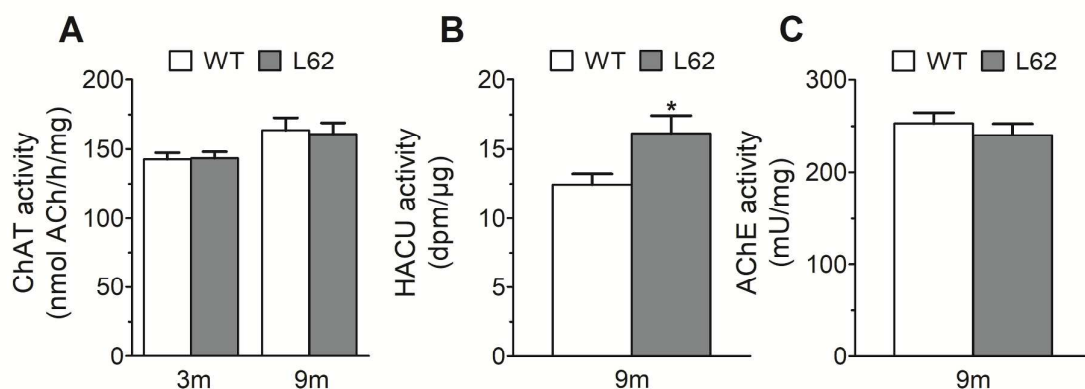 A
WT L62
ChAT activity
(nmol ACh/h/mg)
200
150
100
50
0
3m 9m
B
WT L62
HACU activity
(dpm/µg)
20
15
10
5
0
*
9m
C
WT L62
AChE activity
(mU/mg)
300
200
100
0
9m